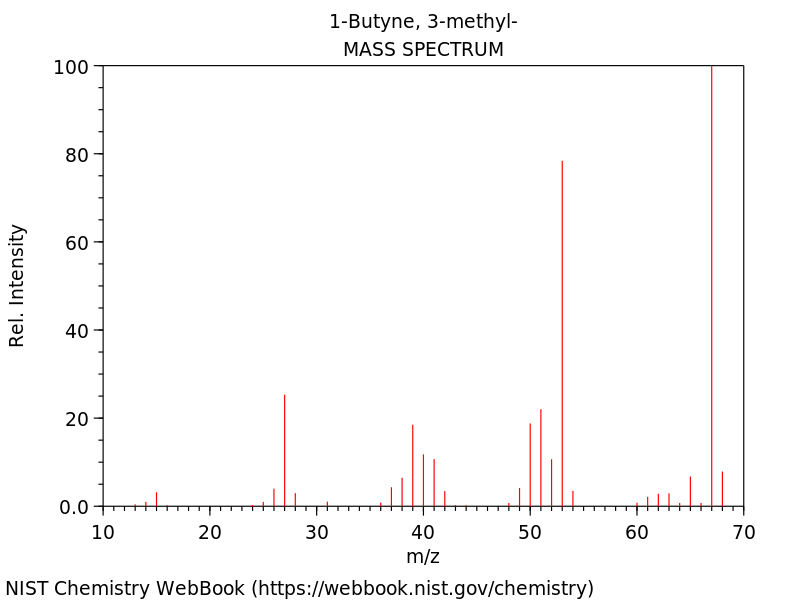 1-Butyne, 3-methyl-
MASS SPECTRUM
100
80
60
40
20
0.0
Rel. Intensity
10 20 30 40 50 60 70
m/z
NIST Chemistry WebBook (https://webbook.nist.gov/chemistry)